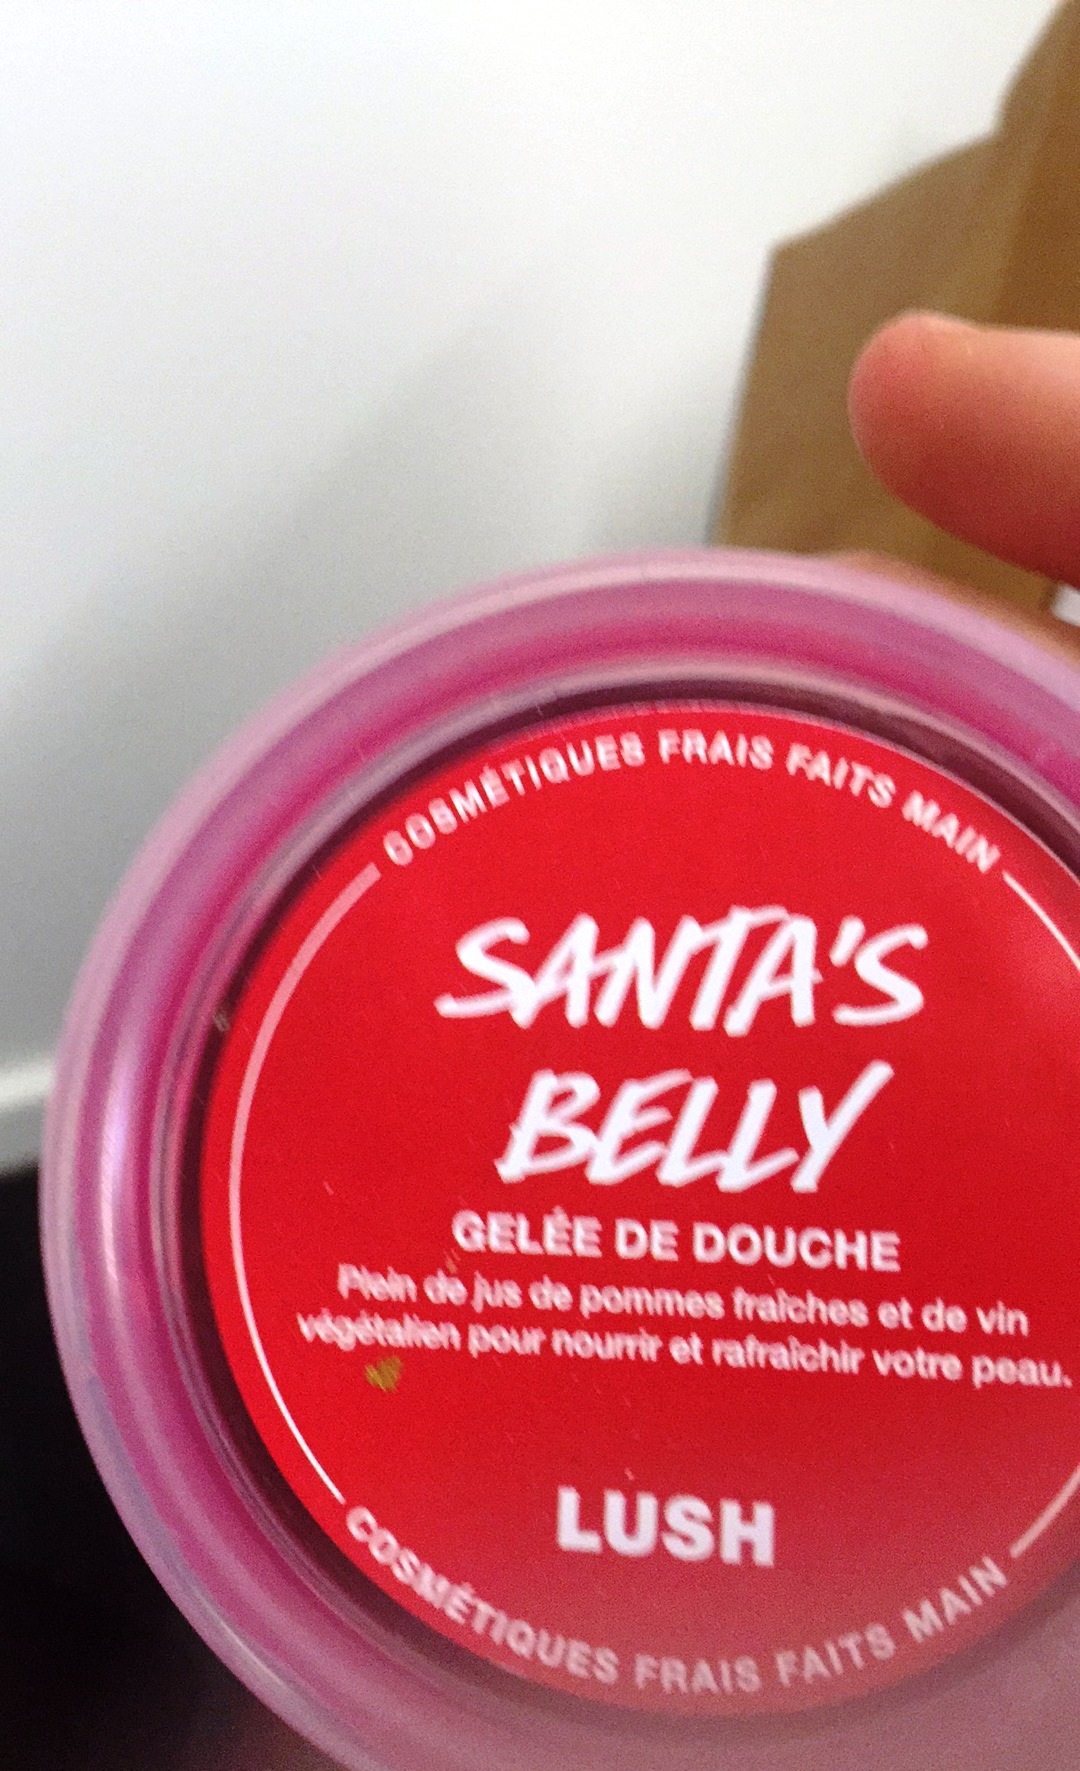 COSMÉTIQUES FRAIS FAITS MAIN
SANTA'S
BELLY
GELÉE DE DOUCHE
Plein de jus de pommes fraîches et de vin
végétalien pour nourrir et rafraîchir votre peau.
LUSH
COSMÉTIQUES FRAIS FAITS MAIN